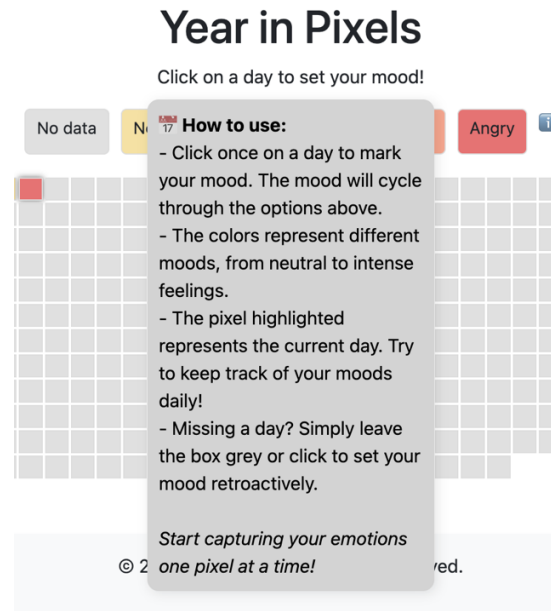 Year in Pixels
Click on a day to set your mood!
No data
Angry
📅 How to use:
- Click once on a day to mark
your mood. The mood will cycle
through the options above.
- The colors represent different
moods, from neutral to intense
feelings.
- The pixel highlighted
represents the current day. Try
to keep track of your moods
daily!
- Missing a day? Simply leave
the box grey or click to set your
mood retroactively.
Start capturing your emotions
one pixel at a time!
©